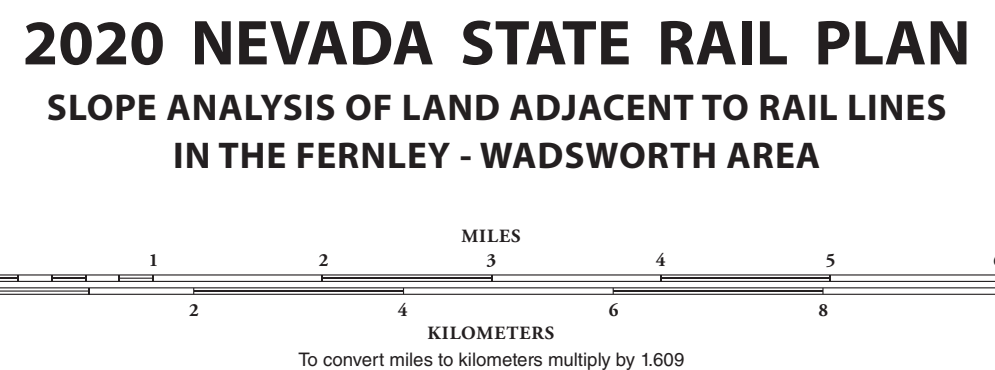 2020 NEVADA STATE RAIL PLAN
SLOPE ANALYSIS OF LAND ADJACENT TO RAIL LINES
IN THE FERNLEY - WADSWORTH AREA
MILES
1 2 3 4 5
2 4 6 8
KILOMETERS
To convert miles to kilometers multiply by 1.609